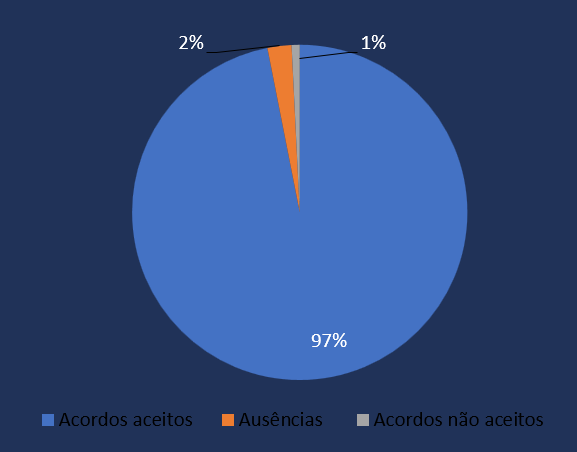 2%
1%
97%
Acordos aceitos
Ausências
Acordos não aceitos